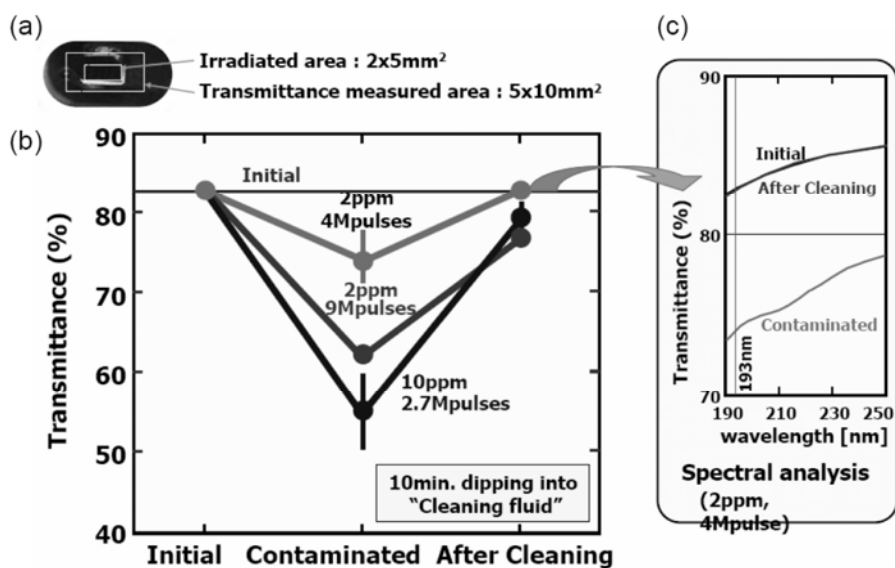 (a)
Irradiated area : 2x5mm²
Transmittance measured area : 5x10mm²
(b)
Transmittance (%)
90
80
70
60
50
40
Initial
2ppm
4Mpulses
2ppm
9Mpulses
10ppm
2.7Mpulses
10min. dipping into
“Cleaning fluid”
Initial Contaminated After Cleaning
(c)
Transmittance (%)
90
80
70
Initial
After Cleaning
Contaminated
193nm
190 210 230 250
wavelength [nm]
Spectral analysis
(2ppm,
4Mpulse)